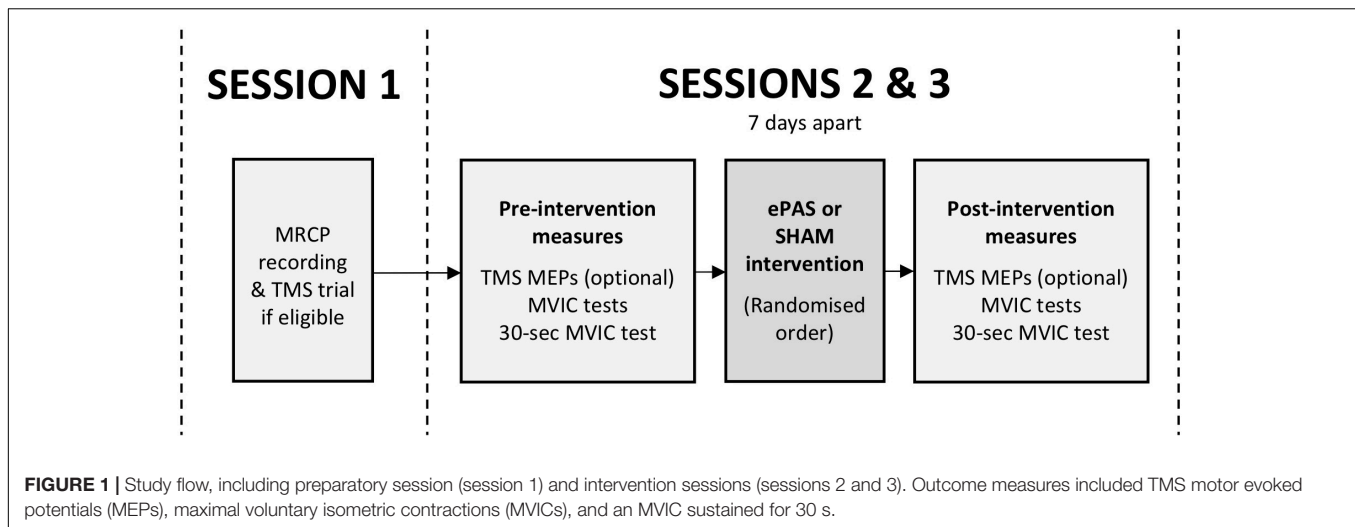 SESSION 1
MRCP
recording
& TMS trial
if eligible
SESSIONS 2 & 3
7 days apart
Pre-intervention
measures
TMS MEPs (optional)
MVIC tests
30-sec MVIC test
ePAS or
SHAM
intervention
(Randomised
order)
Post-intervention
measures
TMS MEPs (optional)
MVIC tests
30-sec MVIC test
FIGURE 1 | Study flow, including preparatory session (session 1) and intervention sessions (sessions 2 and 3). Outcome measures included TMS motor evoked
potentials (MEPs), maximal voluntary isometric contractions (MVICs), and an MVIC sustained for 30 s.